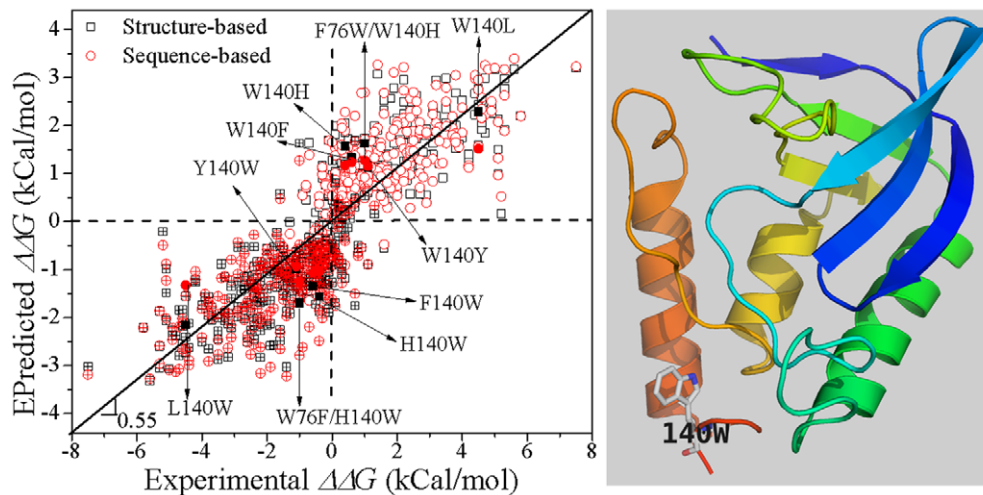 Structure-based
Sequence-based
F76W/W140H
W140L
W140H
W140F
Y140W
W140Y
F140W
H140W
L140W
W76F/H140W
0.55
4
3
2
1
0
-1
-2
-3
-4
EPredicted ΔΔG (kCal/mol)
-8 -6 -4 -2 0 2 4 6 8
Experimental ΔΔG (kCal/mol)
140W